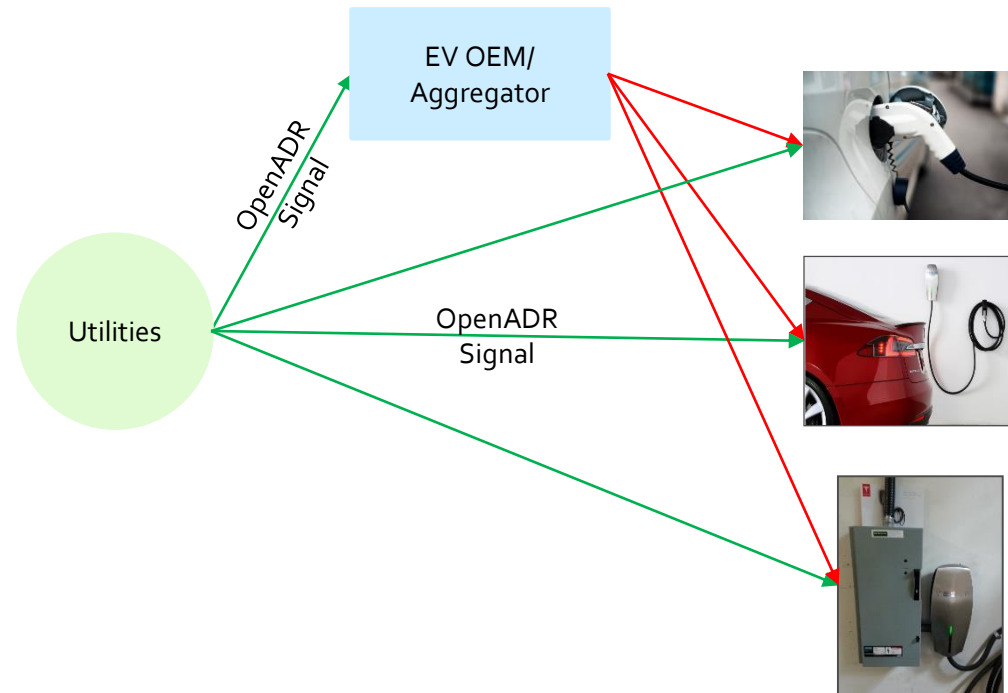 EV OEM/
Aggregator
OpenADR
Signal
Utilities
OpenADR
Signal